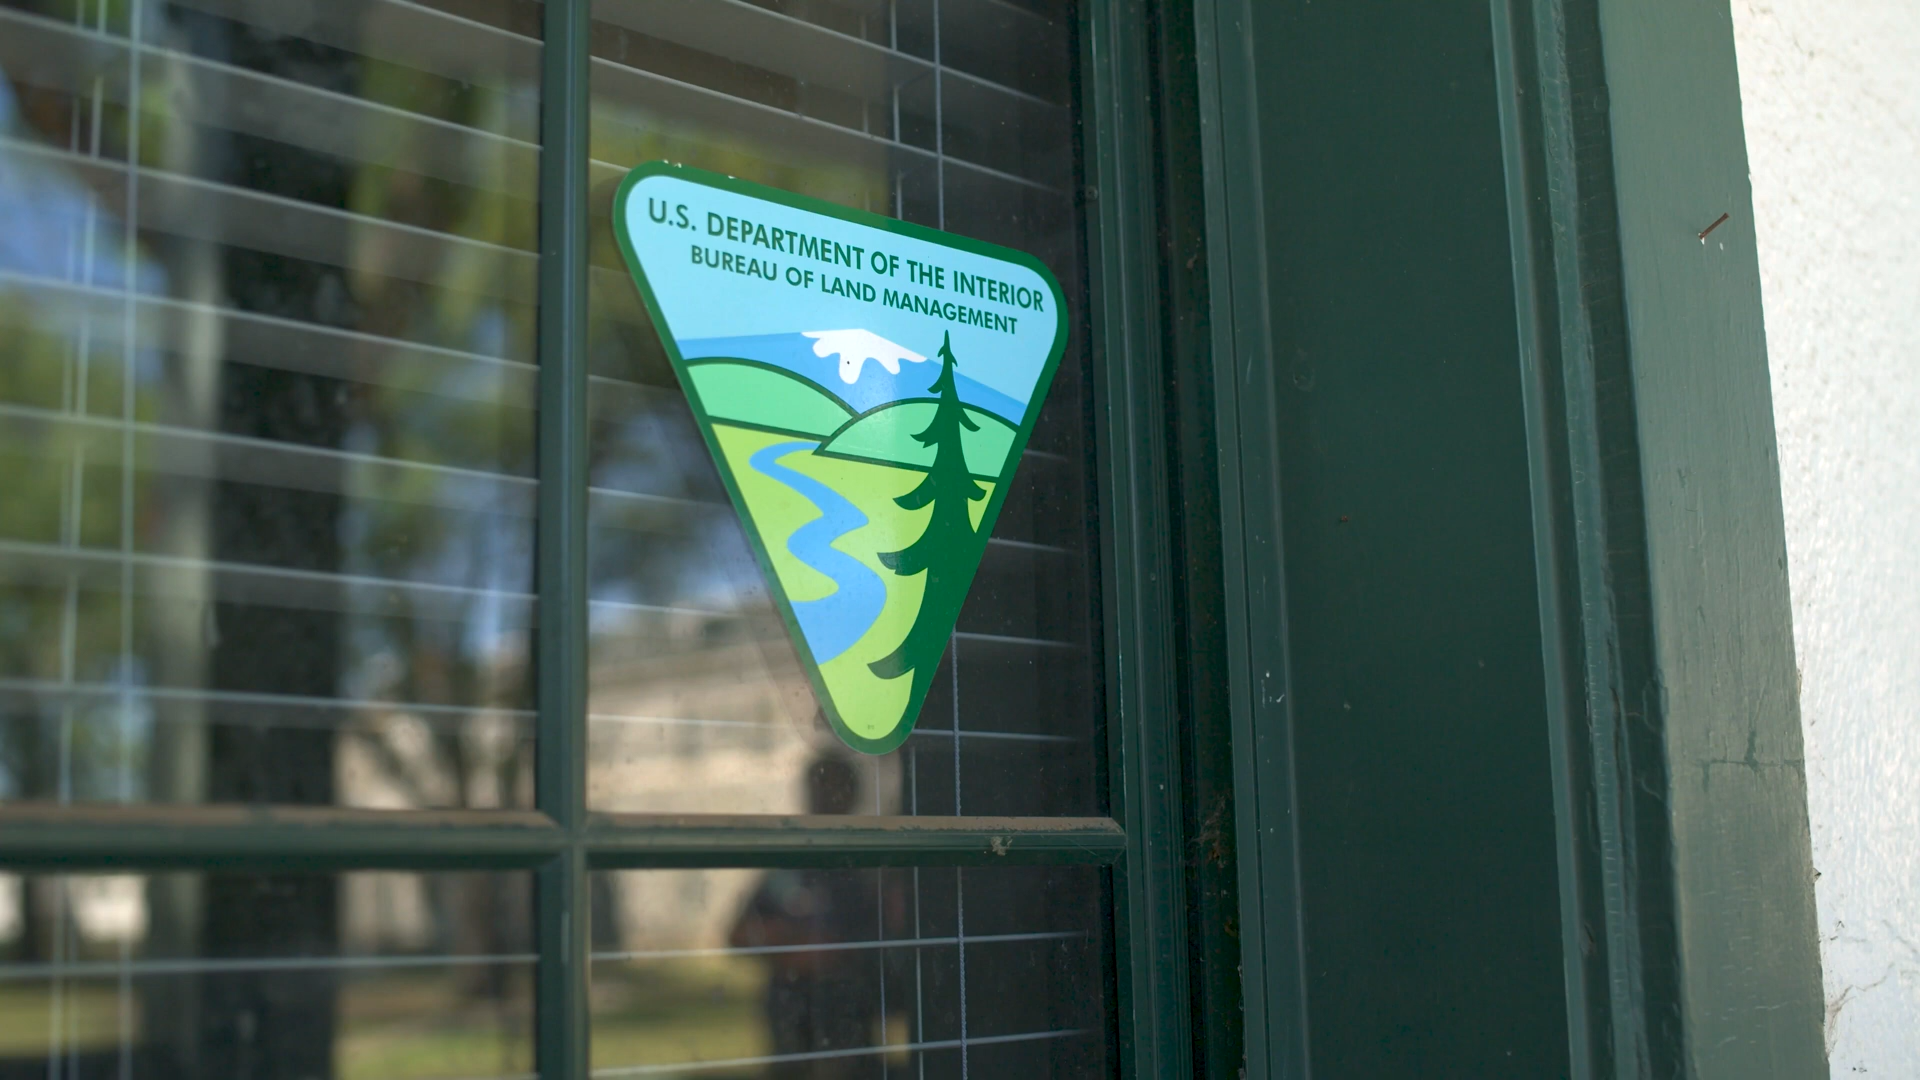 U.S. DEPARTMENT OF THE INTERIOR
BUREAU OF LAND MANAGEMENT